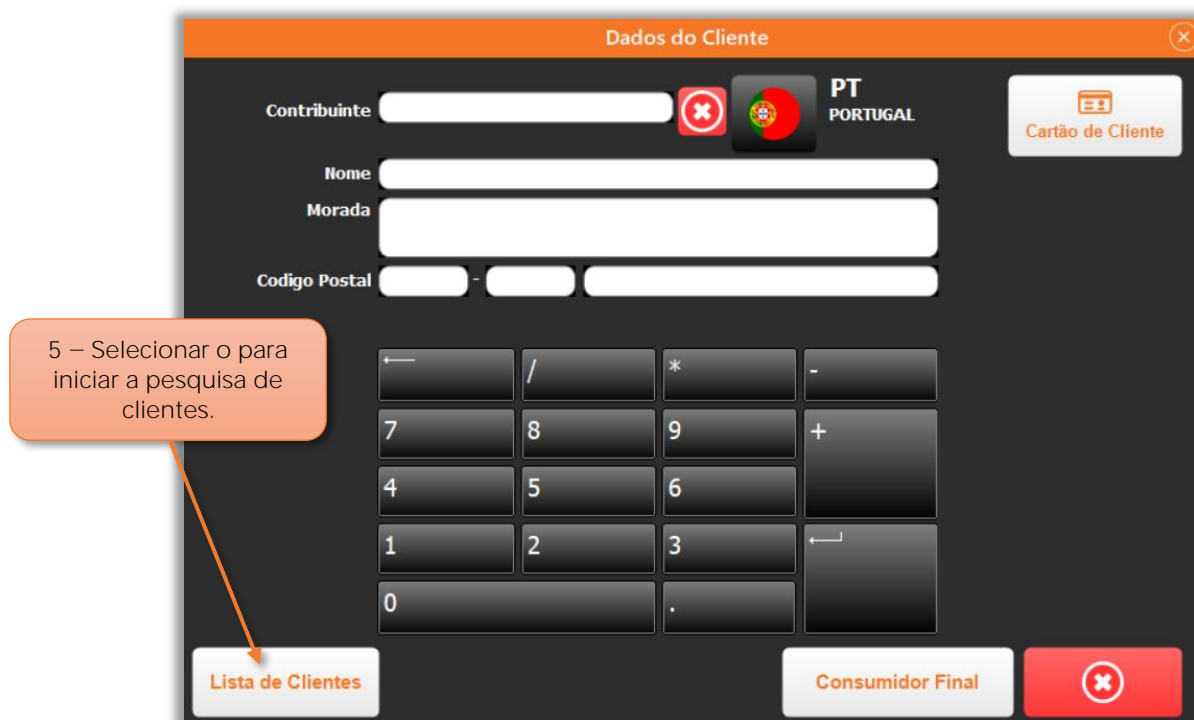 Dados do Cliente
Contribuinte
PT
PORTUGAL
Cartão de Cliente
Nome
Morada
Codigo Postal
-
5 – Selecionar o para
iniciar a pesquisa de
clientes.
/ * -
7 8 9 +
4 5 6
1 2 3
0 .
Lista de Clientes
Consumidor Final